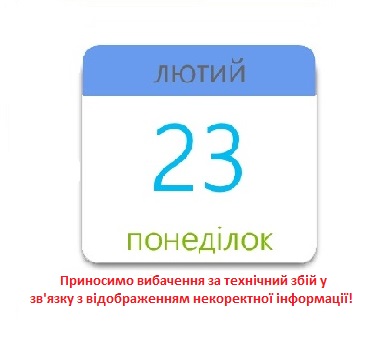 ЛЮТИЙ
23
понеділок
Приносимо вибачення за технічний збій у
зв'язку з відображенням некоректної інформації!